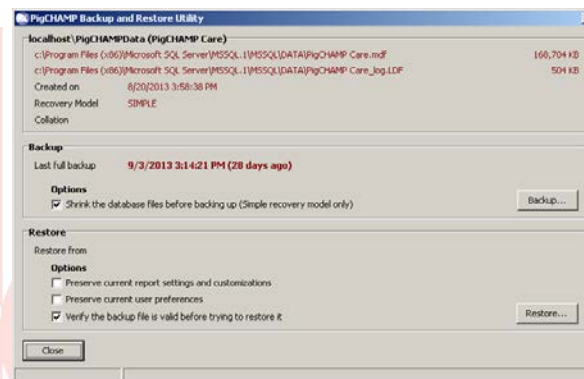 PigCHAMP Backup and Restore Utility
localhost\PigCHAMPData (PigCHAMP Care)
c:\Program Files (x86)\Microsoft SQL Server\MSSQL.1\MSSQL\DATA\PigCHAMP Care.mdf 168,704 KB
c:\Program Files (x86)\Microsoft SQL Server\MSSQL.1\MSSQL\DATA\PigCHAMP Care_log.LDF 504 KB
Created on 8/20/2013 3:58:38 PM
Recovery Model SIMPLE
Collation
Backup
Last full backup 9/3/2013 3:14:21 PM (28 days ago)
Options
Shrink the database files before backing up (Simple recovery model only)
Backup...
Restore
Restore from
Options
Preserve current report settings and customizations
Preserve current user preferences
Verify the backup file is valid before trying to restore it
Restore...
Close